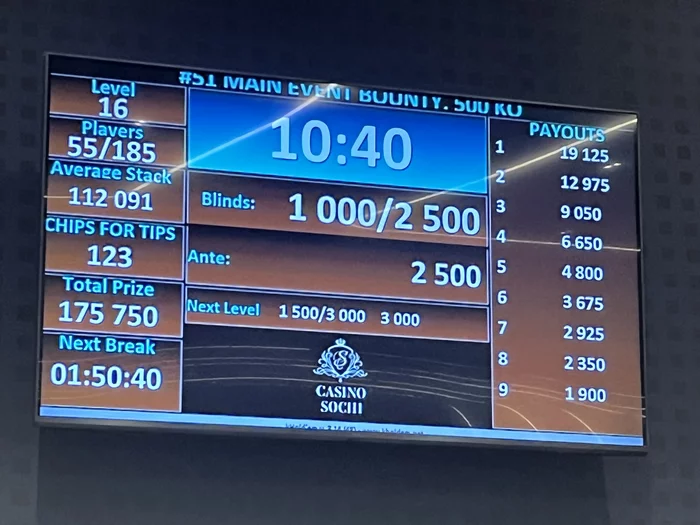 #51 MAIN EVENT BOUNTY. 500 KO
Level
16
Players
55/185
Average Stack
112 091
CHIPS FOR TIPS
123
Total Prize
175 750
Next Break
01:50:40
10:40
Blinds: 1 000/2 500
Ante: 2 500
Next Level 1 500/3 000 3 000
CASINO
SOCHI
PAYOUTS
1 19 125
2 12 975
3 9 050
4 6 650
5 4 800
6 3 675
7 2 925
8 2 350
9 1 900